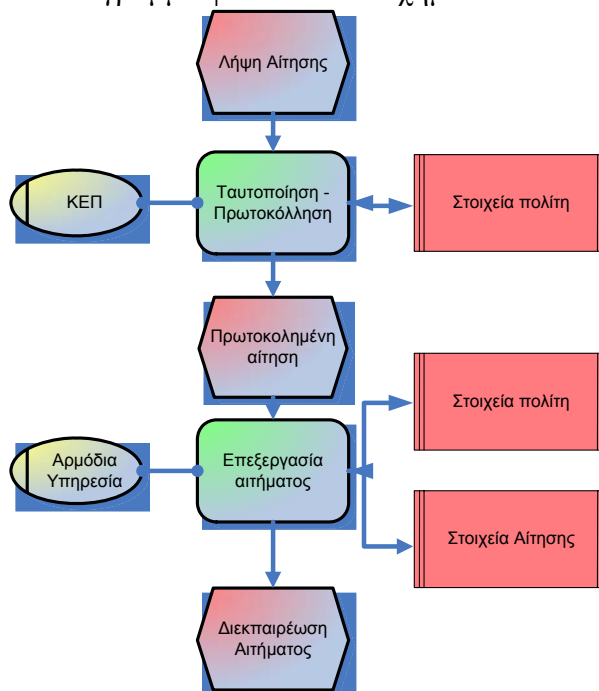 Λήψη Αίτησης
ΚΕΠ
Ταυτοποίηση -
Πρωτοκόλληση
Στοιχεία πολίτη
Πρωτοκολημένη
αίτηση
Στοιχεία πολίτη
Αρμόδια
Υπηρεσία
Επεξεργασία
αιτήματος
Στοιχεία Αίτησης
Διεκπαιρέωση
Αιτήματος